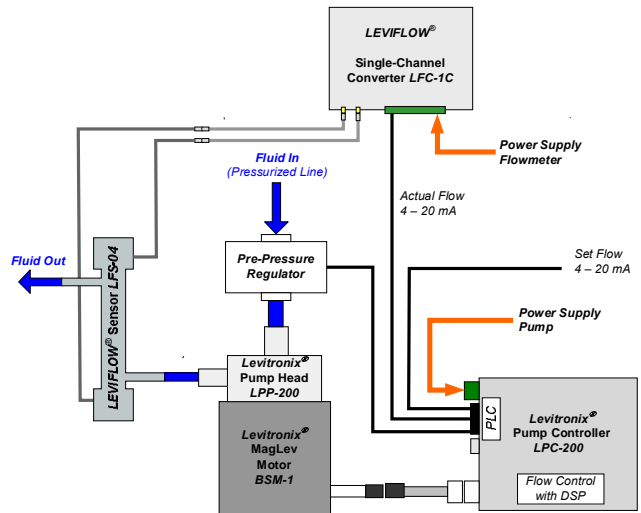 LEVIFLOW®
Single-Channel
Converter LFC-1C
Power Supply
Flowmeter
Fluid In
(Pressurized Line)
Actual Flow
4 – 20 mA
Pre-Pressure
Regulator
Set Flow
4 – 20 mA
Fluid Out
LEVIFLOW® Sensor LFS-04
Power Supply
Pump
Levitronix®
Pump Head
LPP-200
Levitronix®
MagLev
Motor
BSM-1
PLC
Levitronix®
Pump Controller
LPC-200
Flow Control
with DSP